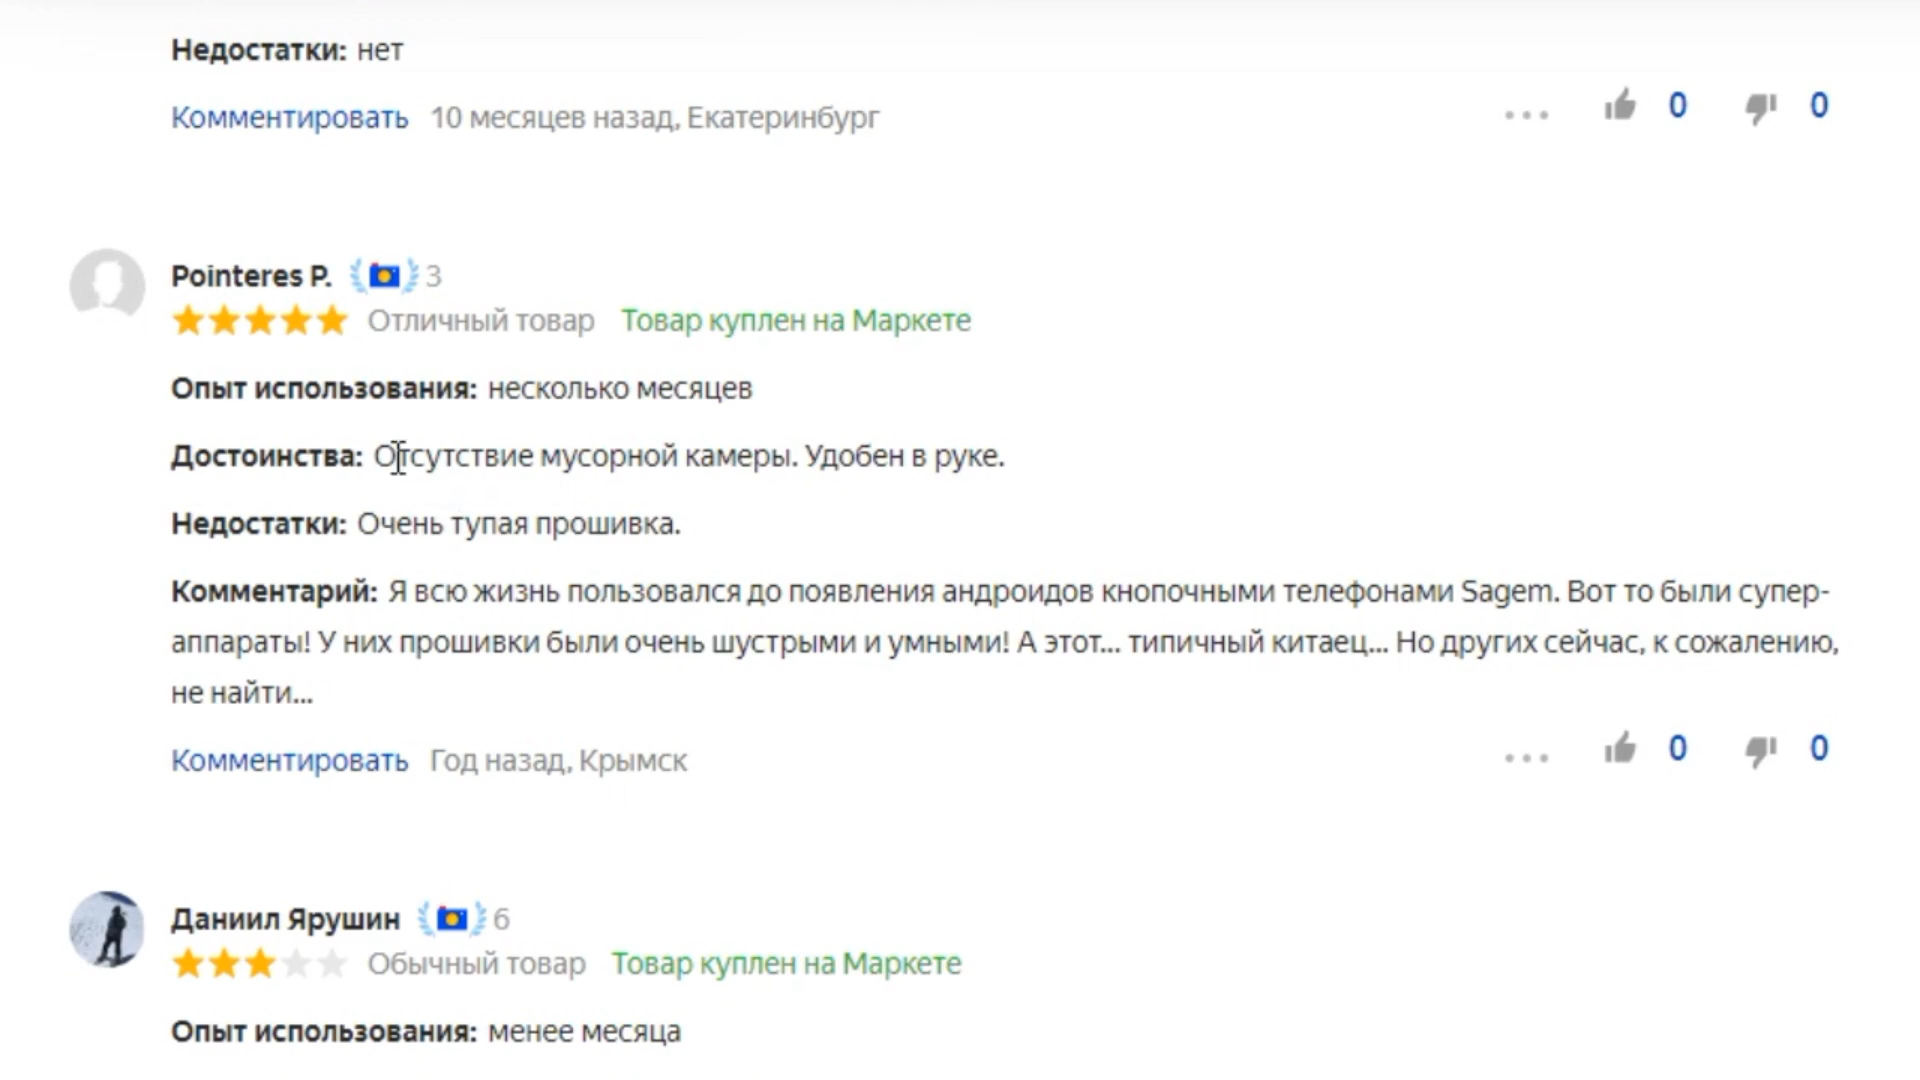 Недостатки: нет
Комментировать 10 месяцев назад, Екатеринбург ... 0 0
Pointeres P. 3
Отличный товар Товар куплен на Маркете
Опыт использования: несколько месяцев
Достоинства: Отсутствие мусорной камеры. Удобен в руке.
Недостатки: Очень тупая прошивка.
Комментарий: Я всю жизнь пользовался до появления андроидов кнопочными телефонами Sagem. Вот то были супер-
аппараты! У них прошивки были очень шустрыми и умными! А этот... типичный китаец... Но других сейчас, к сожалению,
не найти...
Комментировать Год назад, Крымск ... 0 0
Даниил Ярушин 6
Обычный товар Товар куплен на Маркете
Опыт использования: менее месяца